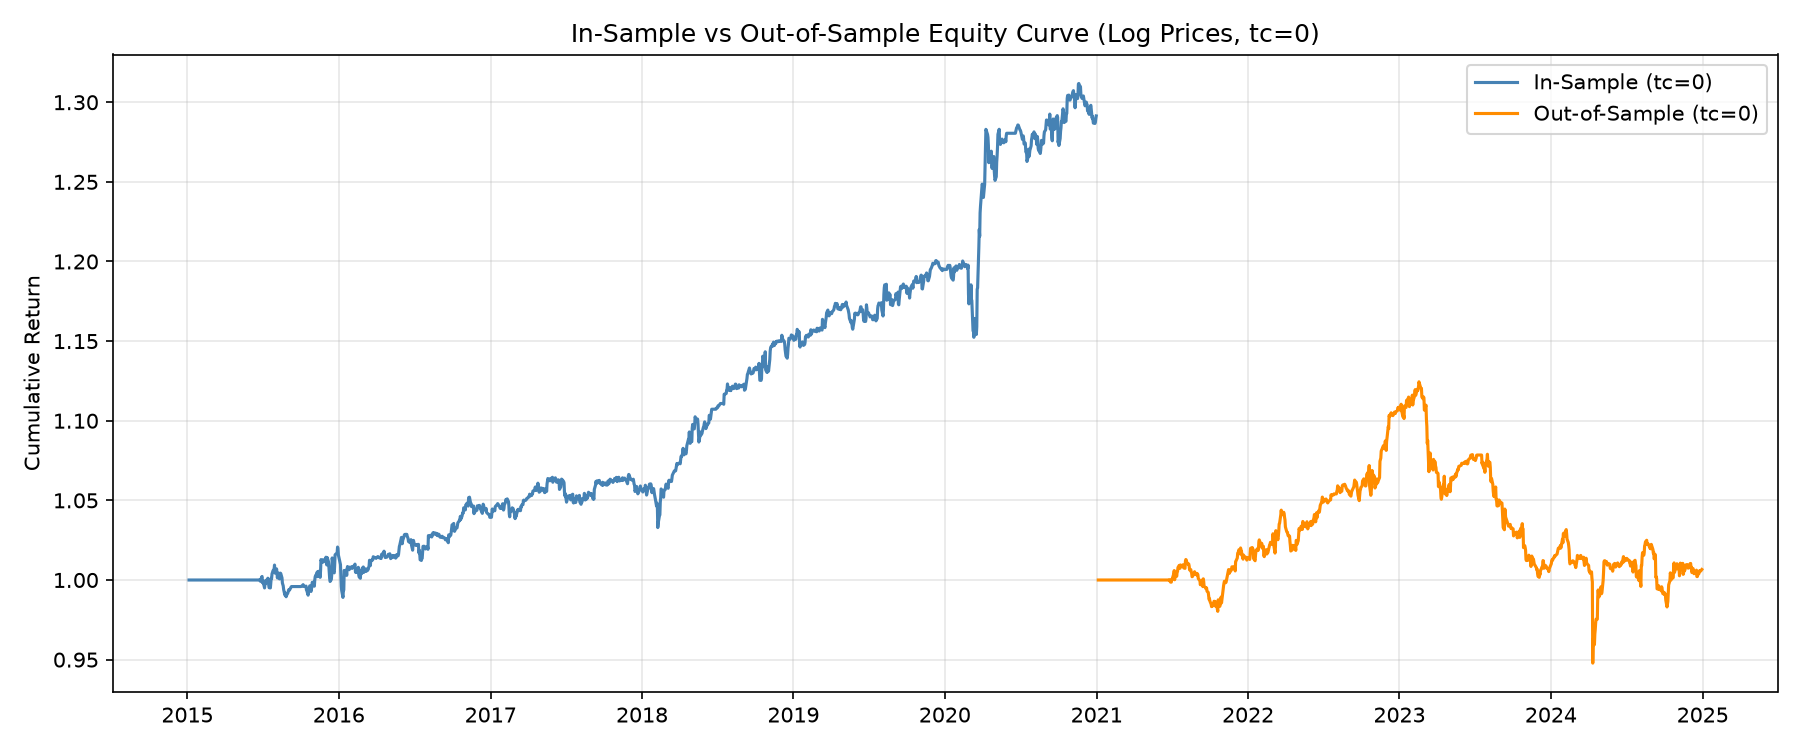 In-Sample vs Out-of-Sample Equity Curve (Log Prices, tc=0)
In-Sample (tc=0)
Out-of-Sample (tc=0)
Cumulative Return
1.30
1.25
1.20
1.15
1.10
1.05
1.00
0.95
2015 2016 2017 2018 2019 2020 2021 2022 2023 2024 2025